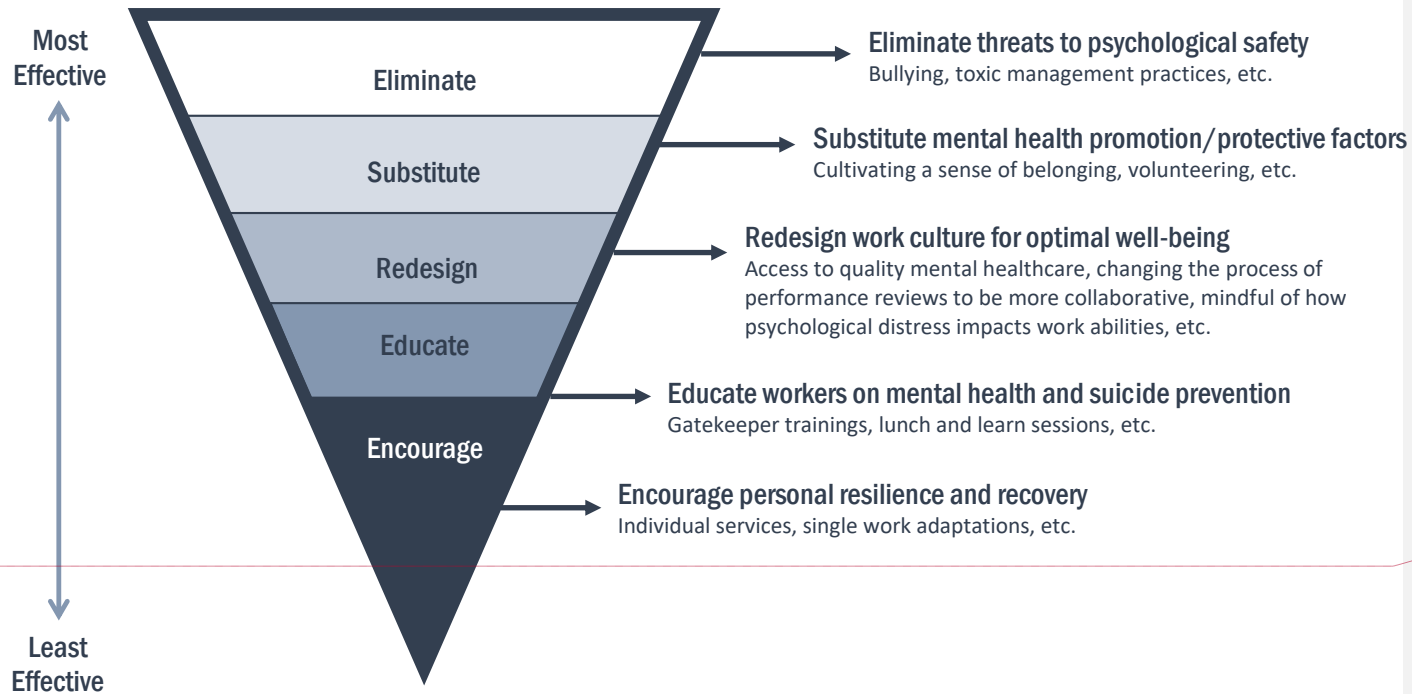 Most
Effective
Eliminate
Eliminate threats to psychological safety
Bullying, toxic management practices, etc.
Substitute
Substitute mental health promotion/protective factors
Cultivating a sense of belonging, volunteering, etc.
Redesign
Redesign work culture for optimal well-being
Access to quality mental healthcare, changing the process of
performance reviews to be more collaborative, mindful of how
psychological distress impacts work abilities, etc.
Educate
Educate workers on mental health and suicide prevention
Gatekeeper trainings, lunch and learn sessions, etc.
Encourage
Encourage personal resilience and recovery
Individual services, single work adaptations, etc.
Least
Effective